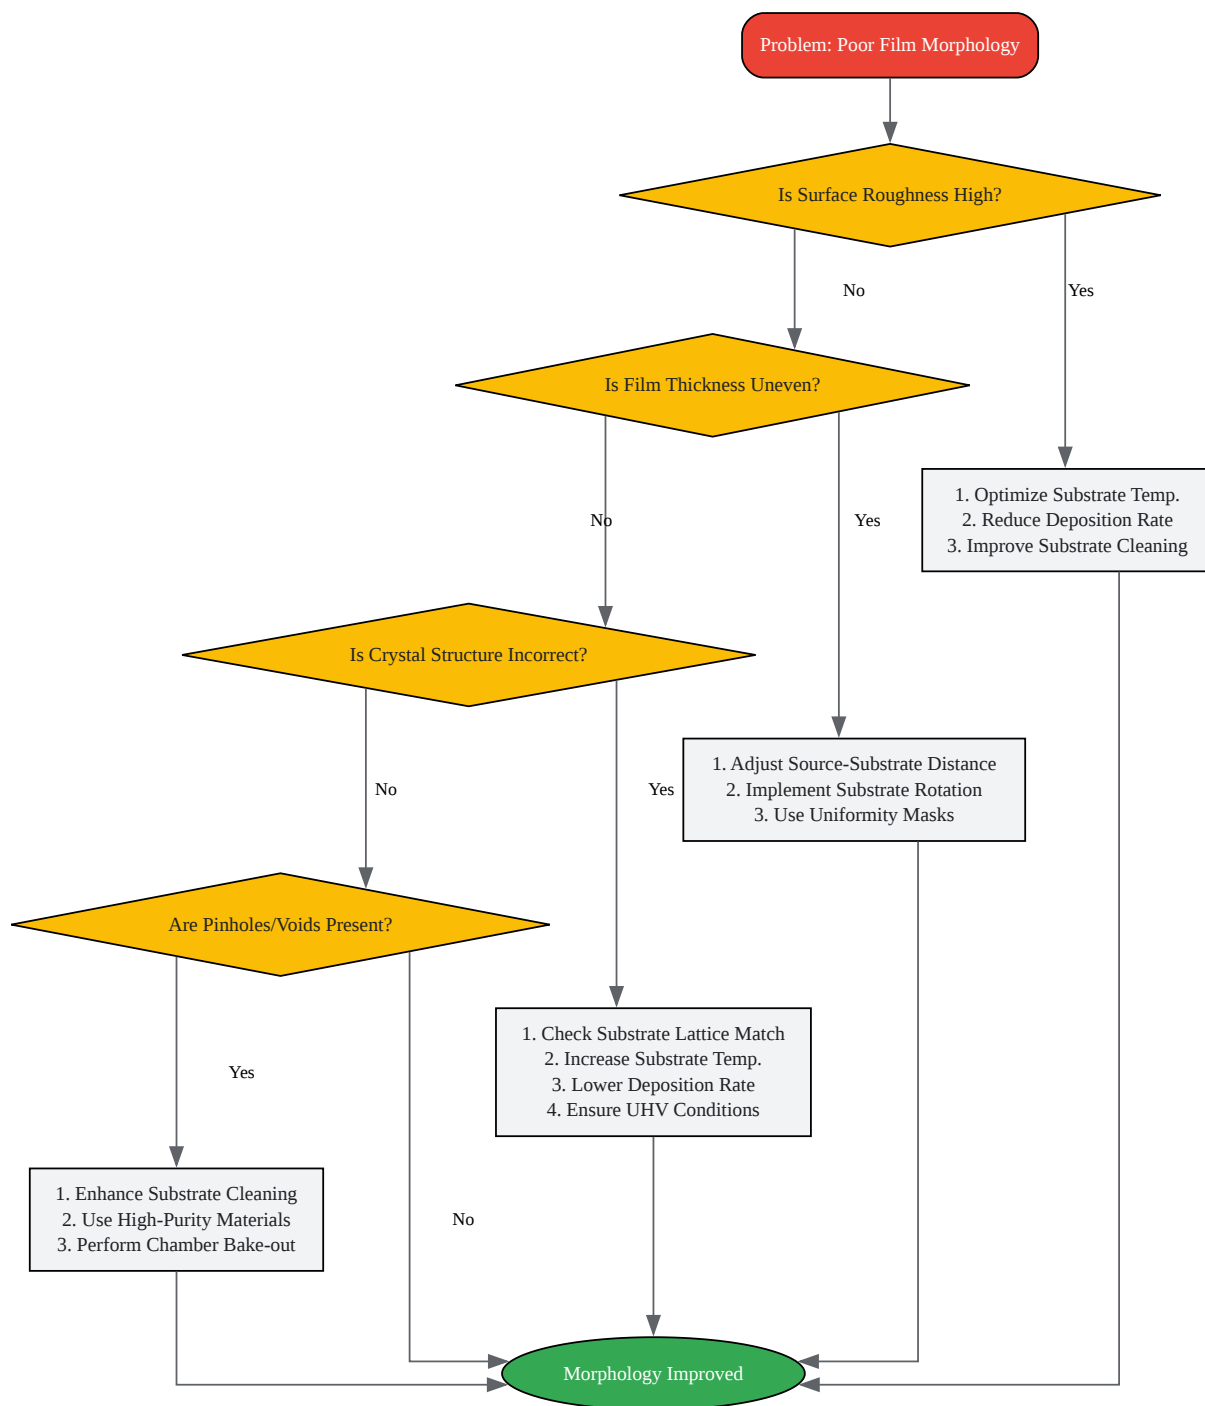 Problem: Poor Film Morphology
Is Surface Roughness High?
No
Yes
Is Film Thickness Uneven?
1. Optimize Substrate Temp.
2. Reduce Deposition Rate
3. Improve Substrate Cleaning
No
Yes
Is Crystal Structure Incorrect?
No
Yes
1. Adjust Source-Substrate Distance
2. Implement Substrate Rotation
3. Use Uniformity Masks
Are Pinholes/Voids Present?
1. Check Substrate Lattice Match
2. Increase Substrate Temp.
3. Lower Deposition Rate
4. Ensure UHV Conditions
Yes
1. Enhance Substrate Cleaning
2. Use High-Purity Materials
3. Perform Chamber Bake-out
No
Morphology Improved